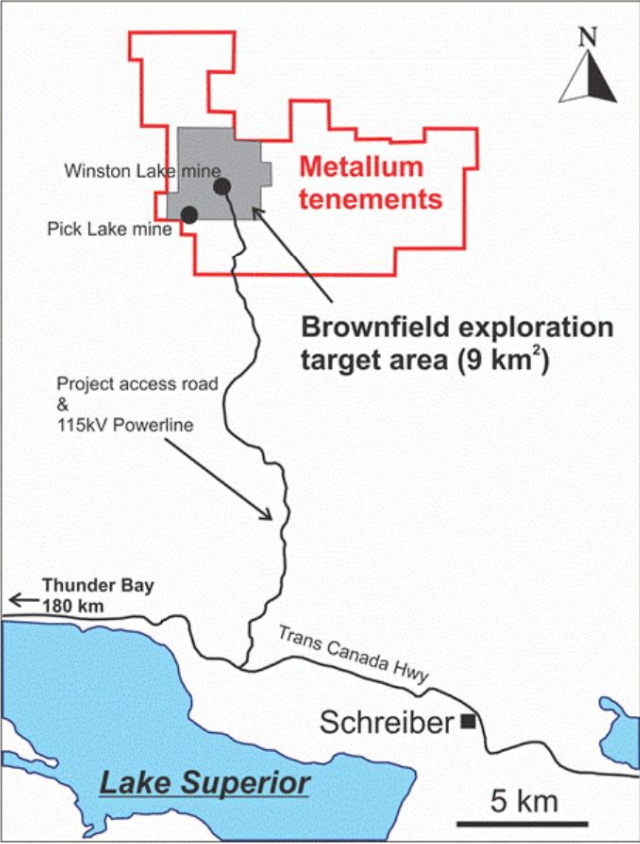 N
Winston Lake mine
Metallum
tenements
Pick Lake mine
Brownfield exploration
target area (9 km²)
Project access road
&
115kV Powerline
Thunder Bay
180 km
Trans Canada Hwy
Schreiber
Lake Superior
5 km